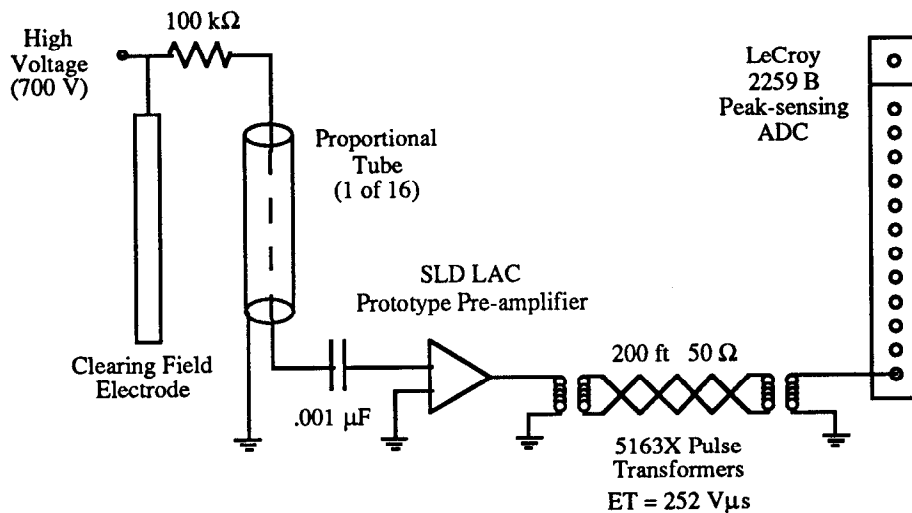 100 kΩ
High
Voltage
(700 V)
LeCroy
2259 B
Peak-sensing
ADC
Proportional
Tube
(1 of 16)
SLD LAC
Prototype Pre-amplifier
Clearing Field
Electrode
.001 μF
200 ft 50 Ω
5163X Pulse
Transformers
ET = 252 Vμs